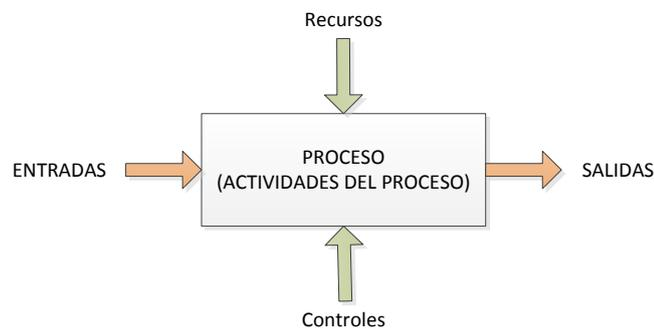 Recursos
ENTRADAS
PROCESO
(ACTIVIDADES DEL PROCESO)
SALIDAS
Controles